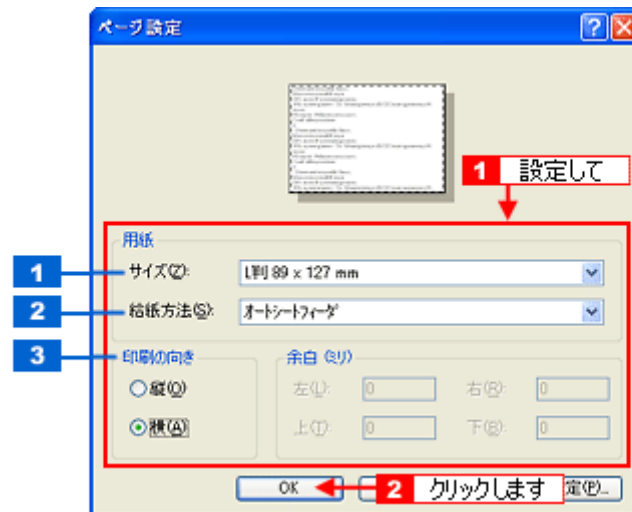 ページ設定
1 設定して
用紙
1 サイズ(Z): L判 89 x 127 mm
2 給紙方法(S): オートシートフィーダ
3 印刷の向き 余白 (ミリ)
縦(O) 左(L): 0 右(R): 0
横(A) 上(T): 0 下(B): 0
OK 2 クリックします 定(P)...